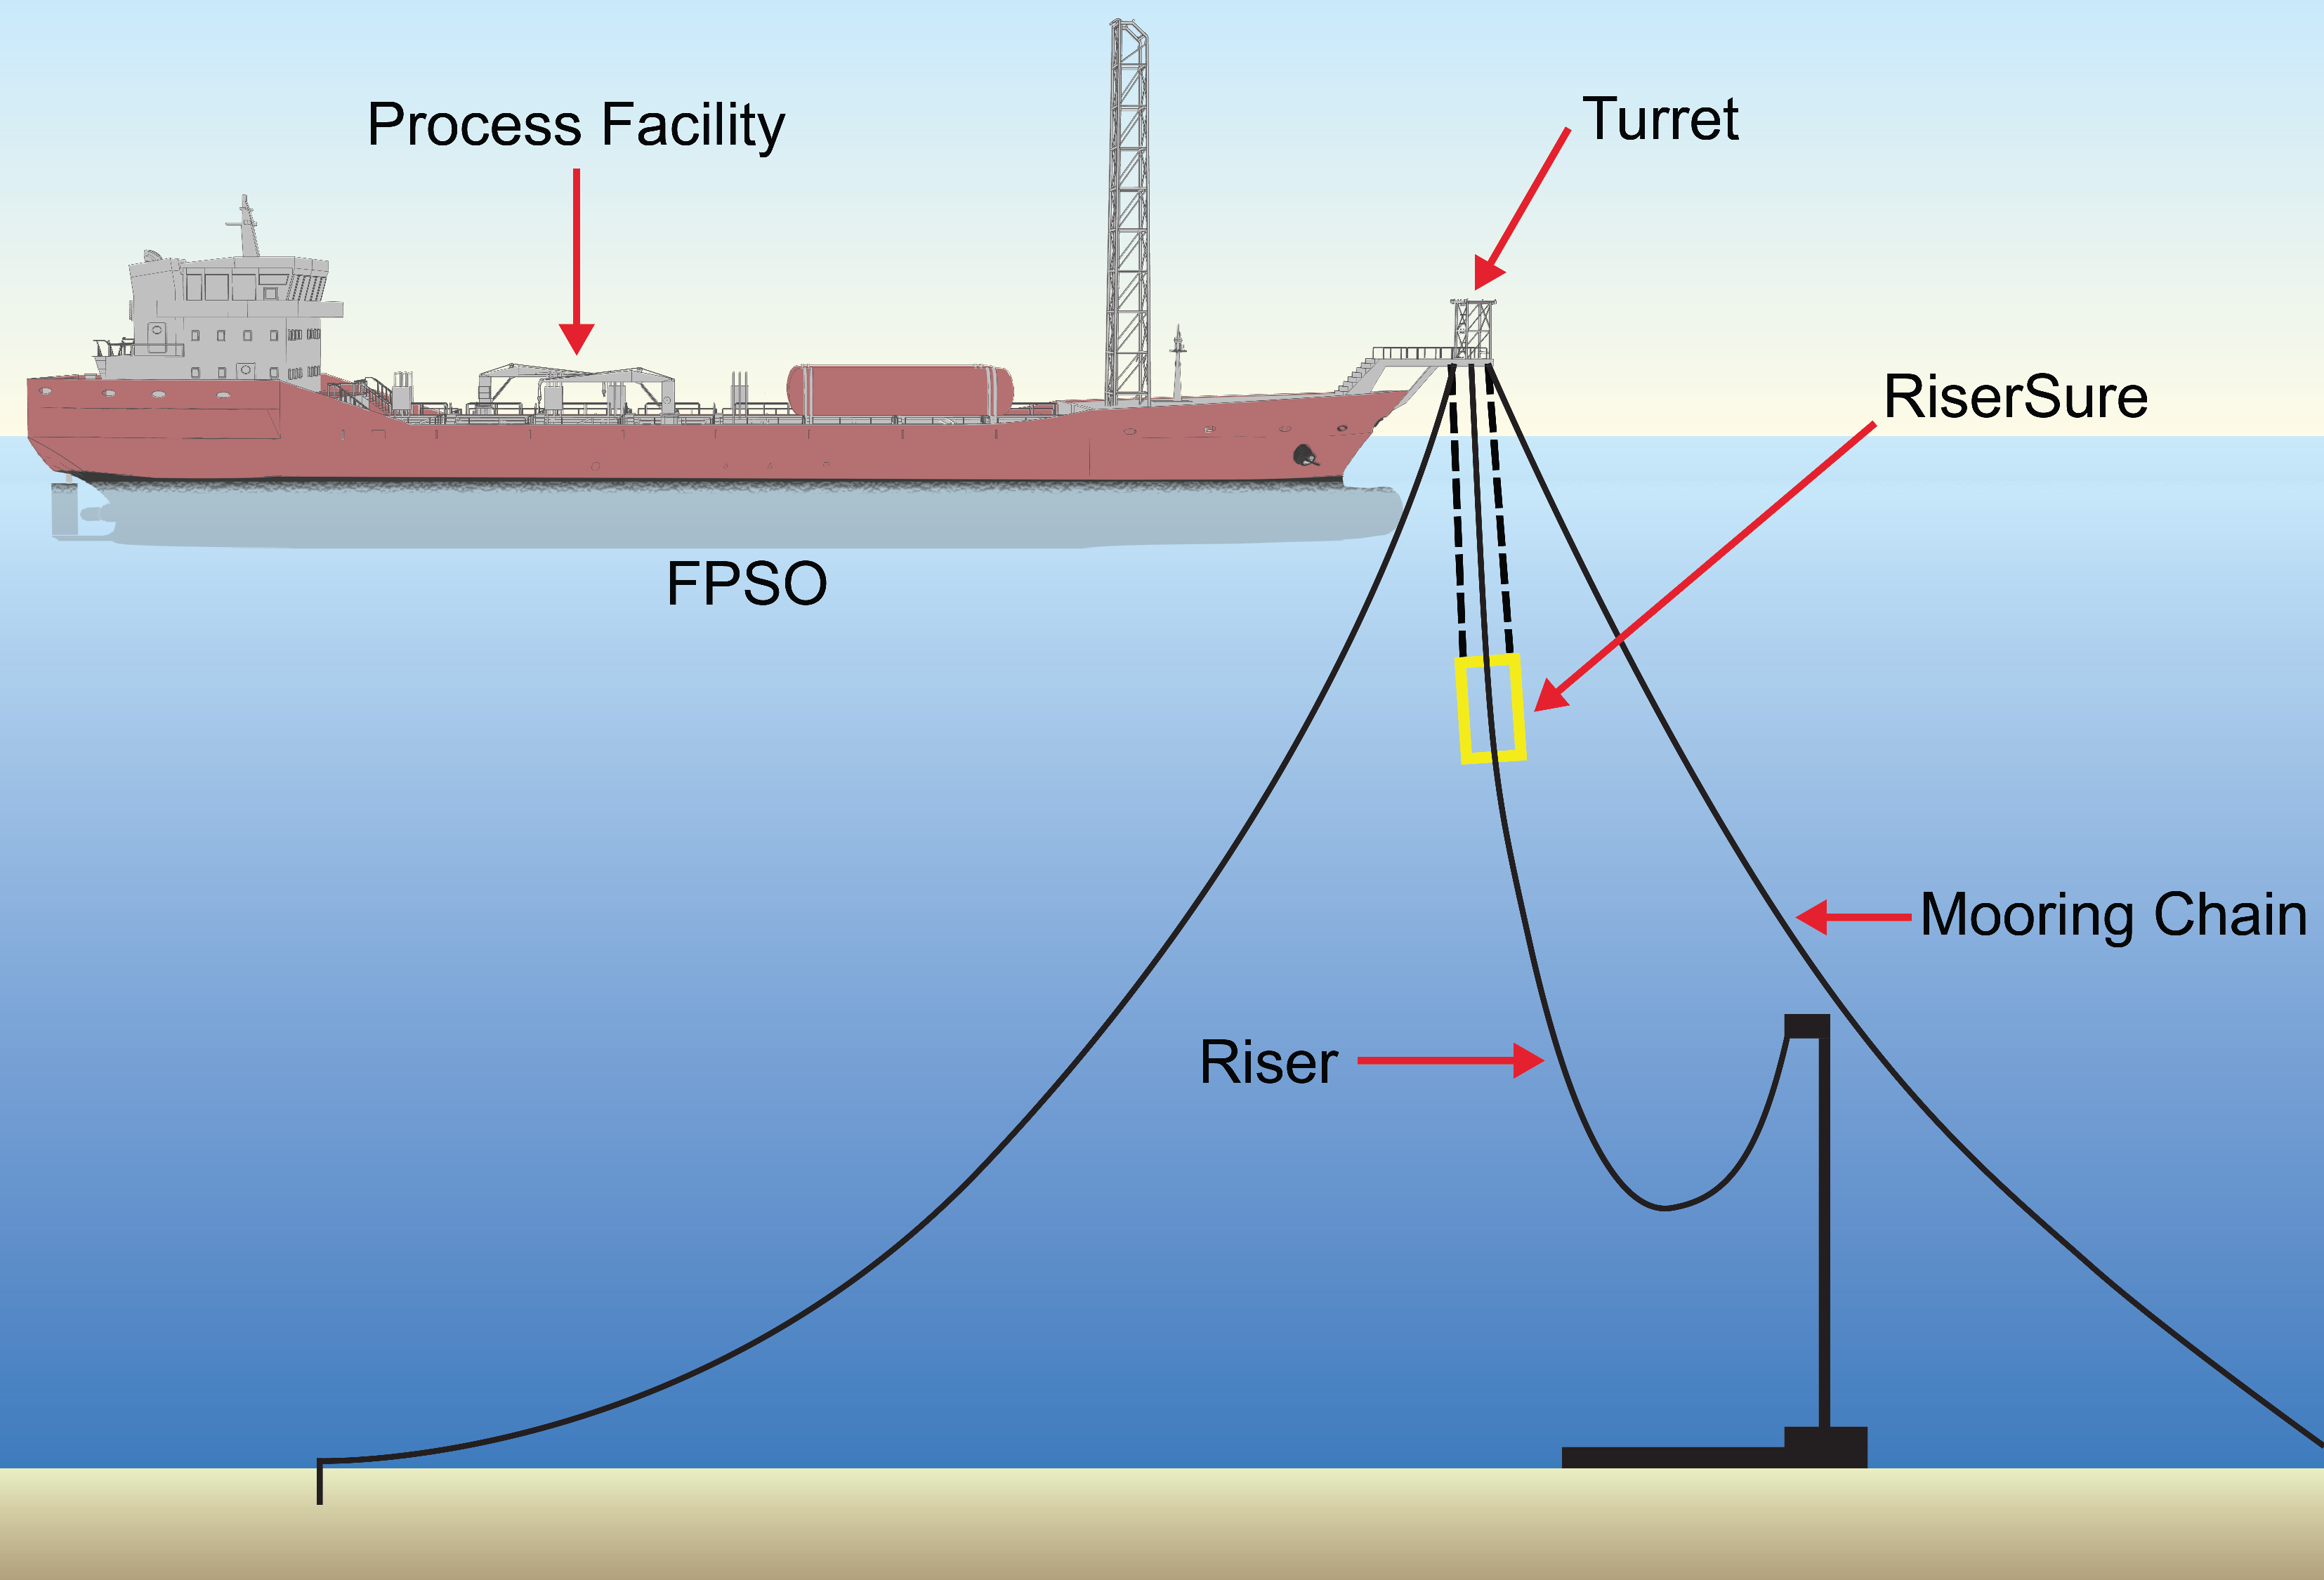 Process Facility
Turret
RiserSure
FPSO
Mooring Chain
Riser